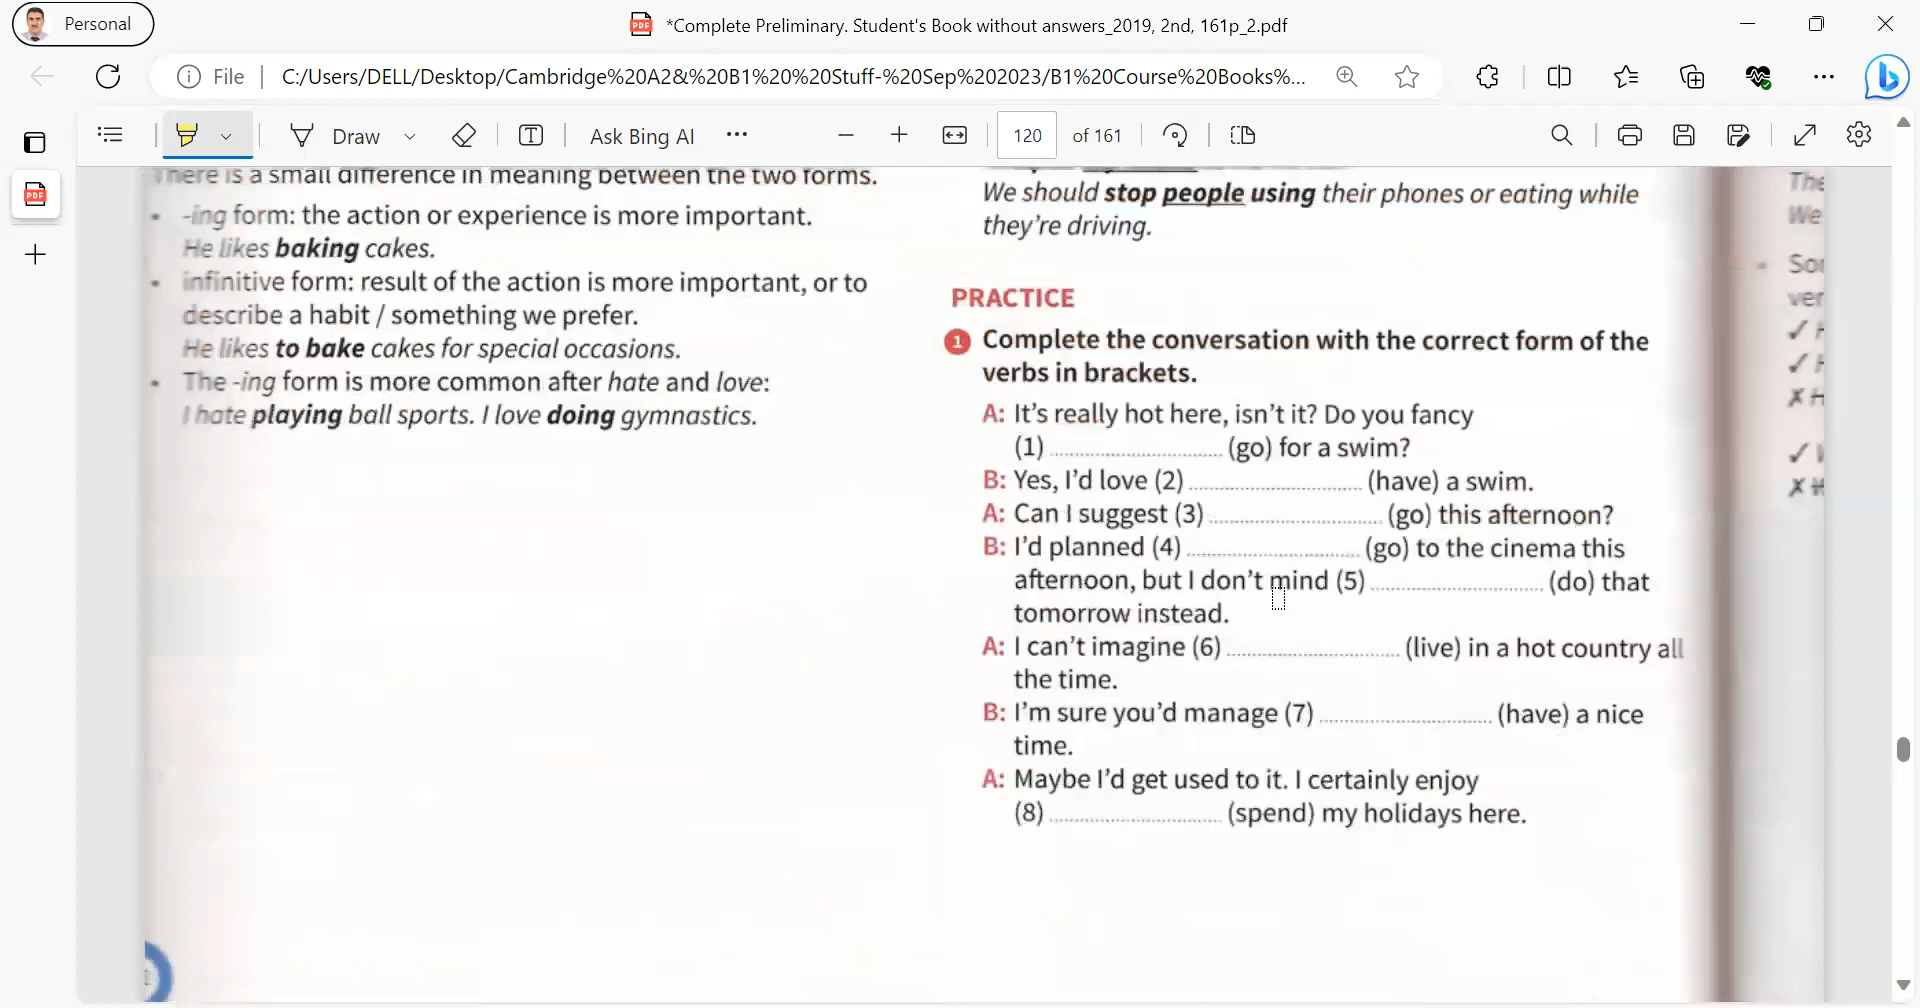 Personal
*Complete Preliminary. Student's Book without answers_2019, 2nd, 161p_2.pdf
File
C:/Users/DELL/Desktop/Cambridge%20A2&%20B1%20%20Stuff-%20Sep%202023/B1%20Course%20Books%...
Draw
Ask Bing AI
120
of 161
There is a small difference in meaning between the two forms.
• -ing form: the action or experience is more important.
He likes baking cakes.
• infinitive form: result of the action is more important, or to
describe a habit / something we prefer.
He likes to bake cakes for special occasions.
• The -ing form is more common after hate and love:
I hate playing ball sports. I love doing gymnastics.
We should stop people using their phones or eating while
they're driving.
PRACTICE
1 Complete the conversation with the correct form of the
verbs in brackets.
A: It's really hot here, isn't it? Do you fancy
(1) .............................. (go) for a swim?
B: Yes, I'd love (2) .............................. (have) a swim.
A: Can I suggest (3) .............................. (go) this afternoon?
B: I'd planned (4) .............................. (go) to the cinema this
afternoon, but I don't mind (5) .............................. (do) that
tomorrow instead.
A: I can't imagine (6) .............................. (live) in a hot country all
the time.
B: I'm sure you'd manage (7) .............................. (have) a nice
time.
A: Maybe I'd get used to it. I certainly enjoy
(8) .............................. (spend) my holidays here.
The
We